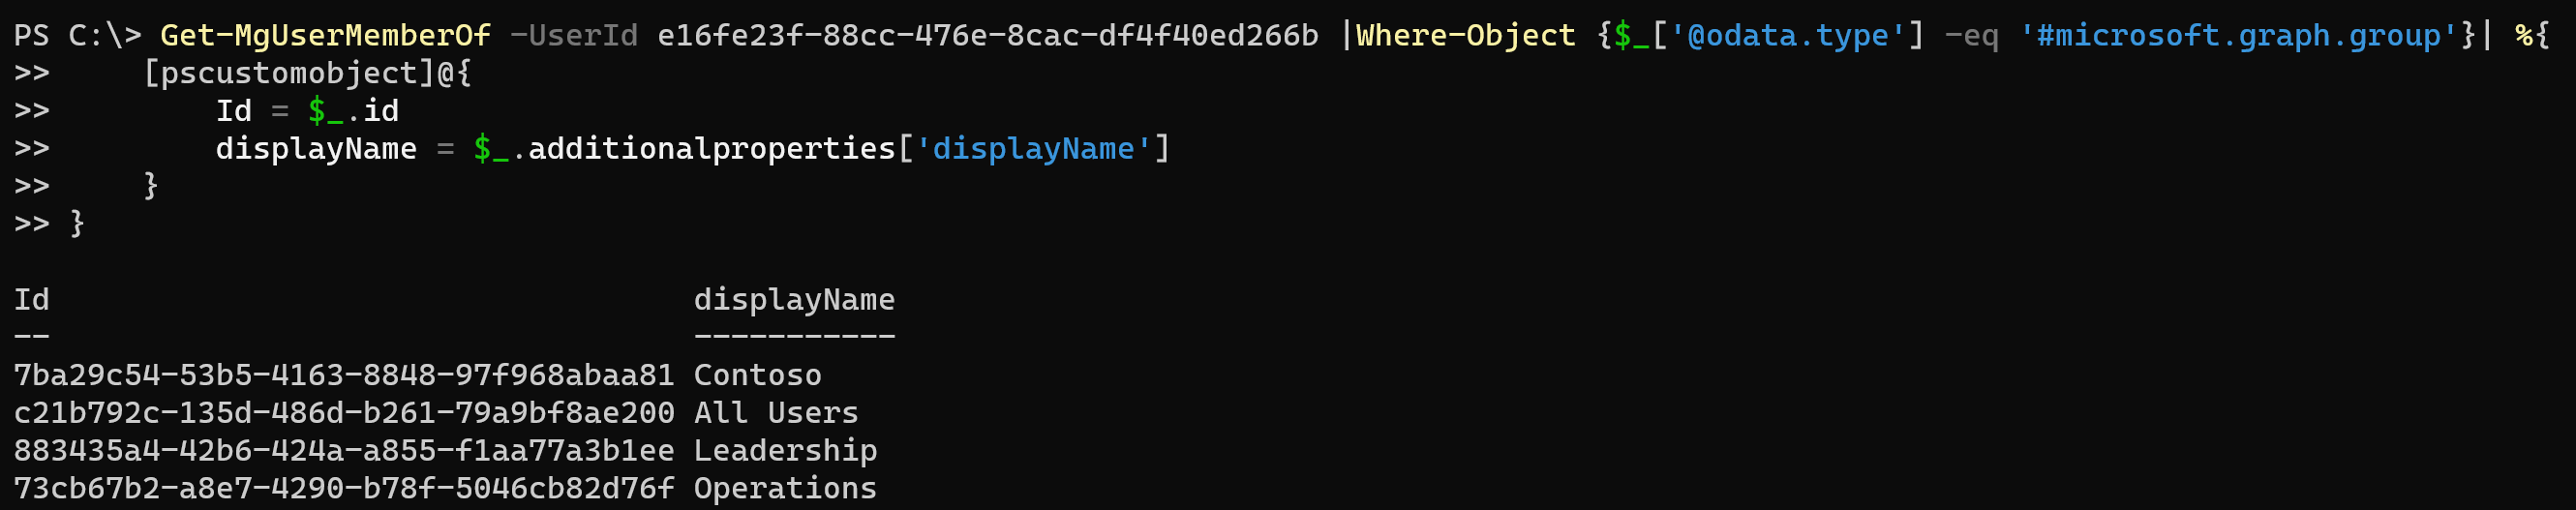 PS C:\> Get-MgUserMemberOf -UserId e16fe23f-88cc-476e-8cac-df4f40ed266b |Where-Object {$_['@odata.type'] -eq '#microsoft.graph.group'}| %{
>>     [pscustomobject]@{
>>         Id = $_.id
>>         displayName = $_.additionalproperties['displayName']
>>     }
>> }

Id                                   displayName
--                                   -----------
7ba29c54-53b5-4163-8848-97f968abaa81 Contoso
c21b792c-135d-486d-b261-79a9bf8ae200 All Users
883435a4-42b6-424a-a855-f1aa77a3b1ee Leadership
73cb67b2-a8e7-4290-b78f-5046cb82d76f Operations